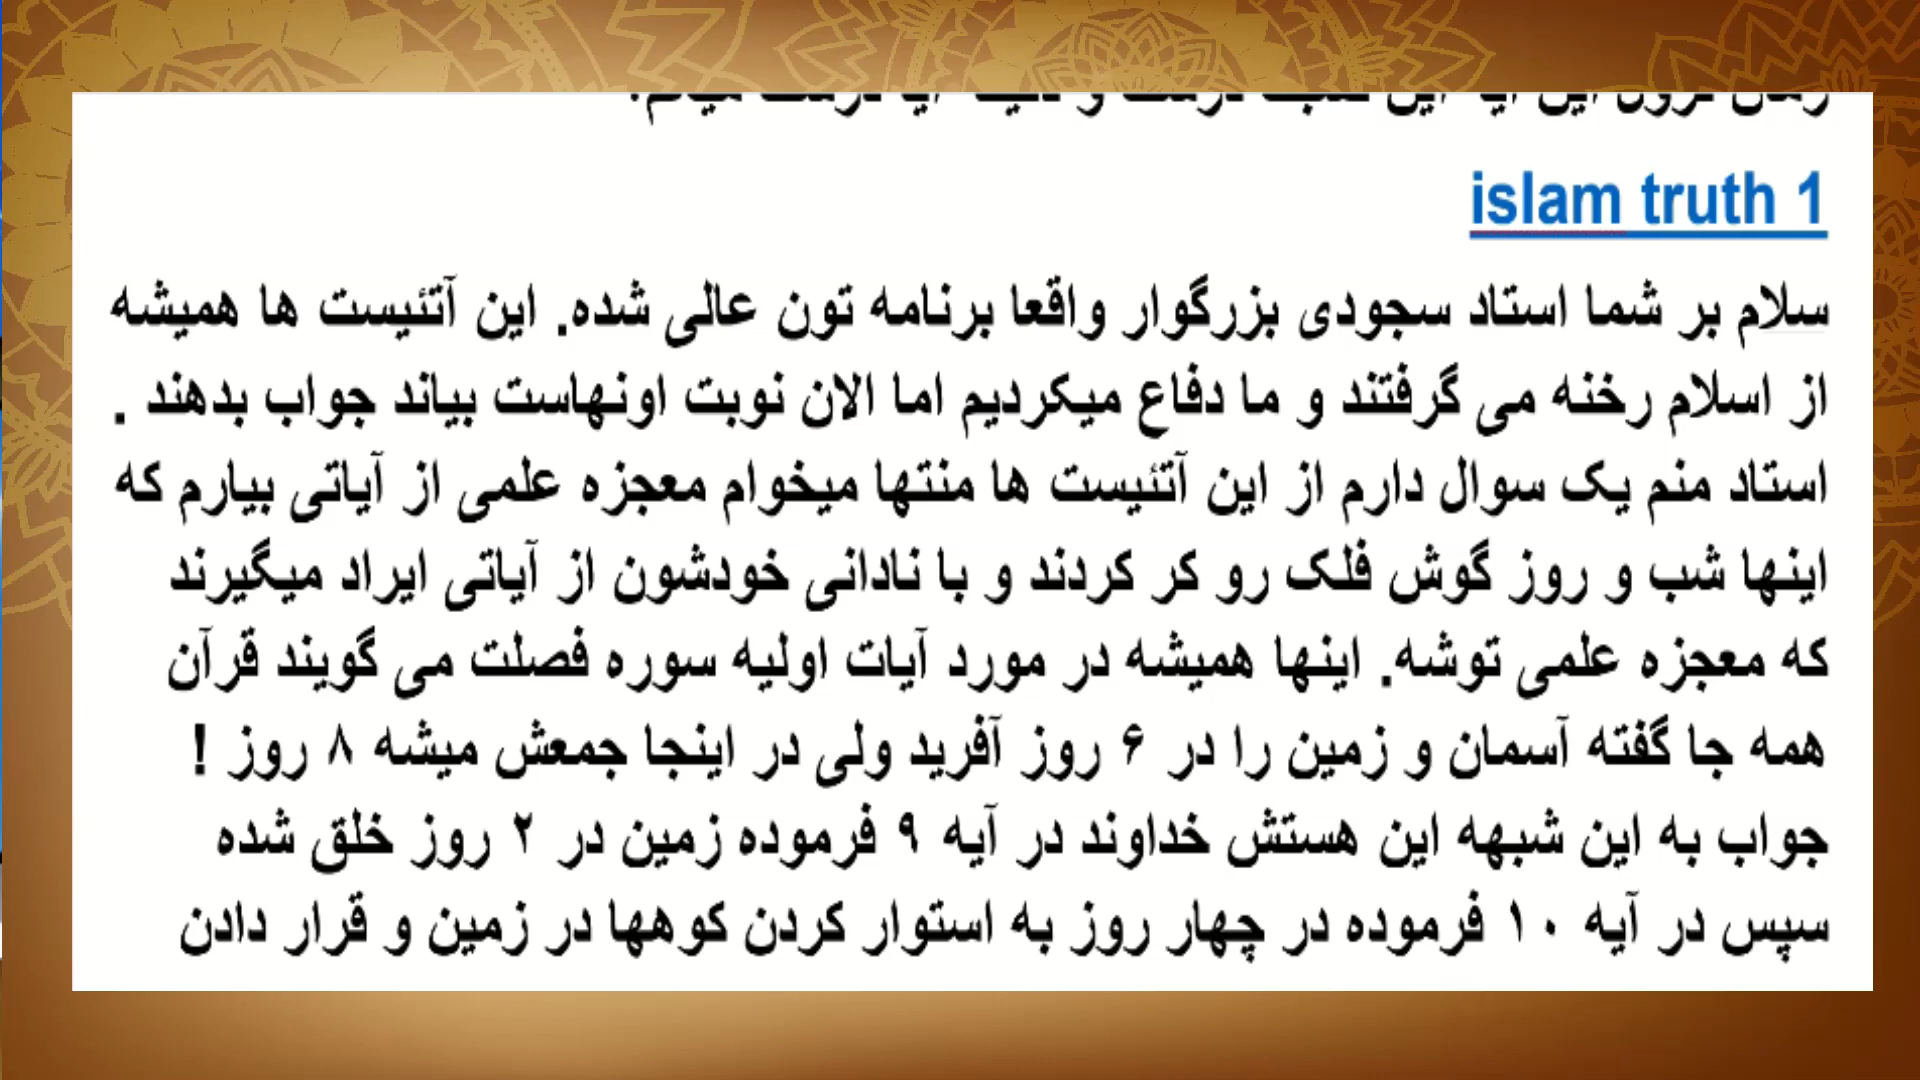 islam truth 1
سلام بر شما استاد سجودی بزرگوار واقعا برنامه تون عالی شده. این آتئیست ها همیشه
از اسلام رخنه می گرفتند و ما دفاع میکردیم اما الان نوبت اونهاست بیاند جواب بدهند .
استاد منم یک سوال دارم از این آتئیست ها منتها میخوام معجزه علمی از آیاتی بیارم که
اینها شب و روز گوش فلک رو کر کردند و با نادانی خودشون از آیاتی ایراد میگیرند
که معجزه علمی توشه. اینها همیشه در مورد آیات اولیه سوره فصلت می گویند قرآن
همه جا گفته آسمان و زمین را در ۶ روز آفرید ولی در اینجا جمعش میشه ۸ روز !
جواب به این شبهه این هستش خداوند در آیه ۹ فرموده زمین در ۲ روز خلق شده
سپس در آیه ۱۰ فرموده در چهار روز به استوار کردن کوهها در زمین و قرار دادن